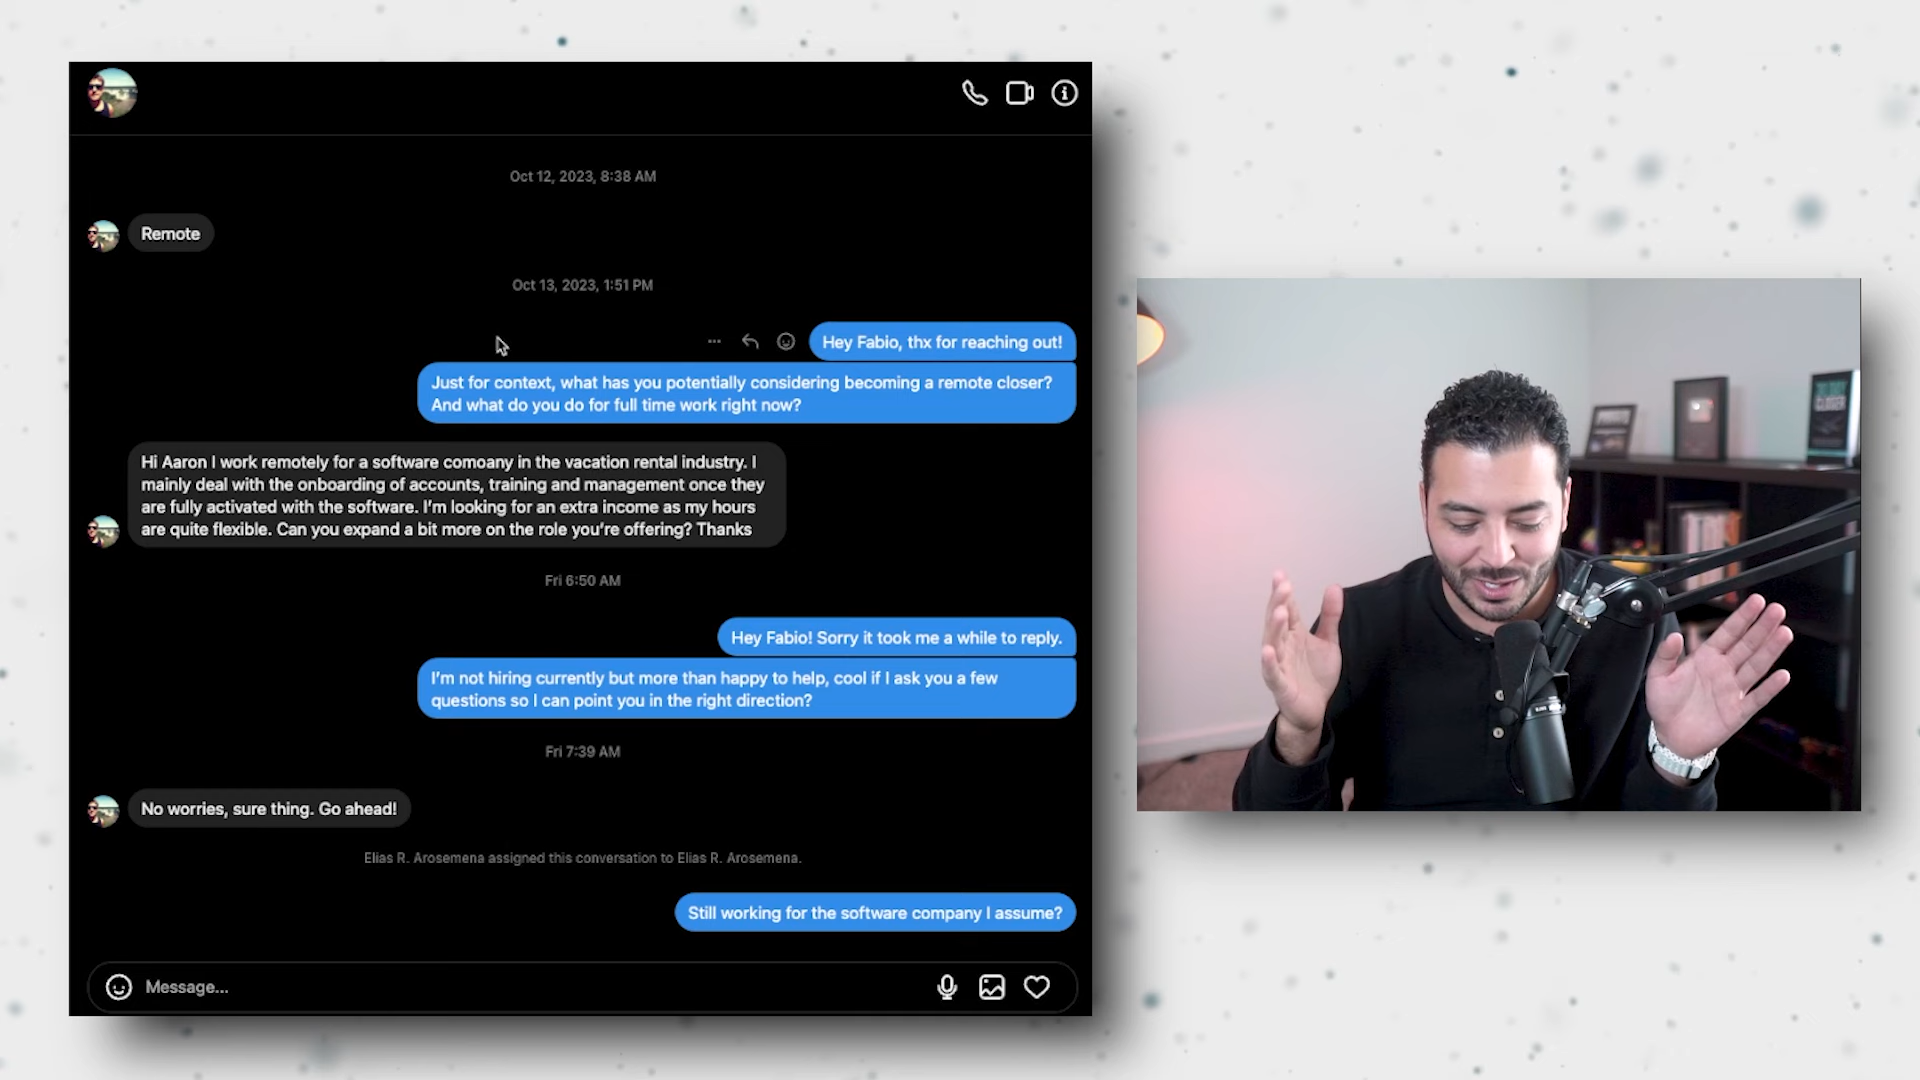 Oct 12, 2023, 8:38 AM
Remote
Oct 13, 2023, 1:51 PM
Hey Fabio, thx for reaching out!
Just for context, what has you potentially considering becoming a remote closer?
And what do you do for full time work right now?
Hi Aaron I work remotely for a software comoany in the vacation rental industry. I
mainly deal with the onboarding of accounts, training and management once they
are fully activated with the software. I'm looking for an extra income as my hours
are quite flexible. Can you expand a bit more on the role you're offering? Thanks
Fri 6:50 AM
Hey Fabio! Sorry it took me a while to reply.
I'm not hiring currently but more than happy to help, cool if I ask you a few
questions so I can point you in the right direction?
Fri 7:39 AM
No worries, sure thing. Go ahead!
Elias R. Arosemena assigned this conversation to Elias R. Arosemena.
Still working for the software company I assume?
Message...